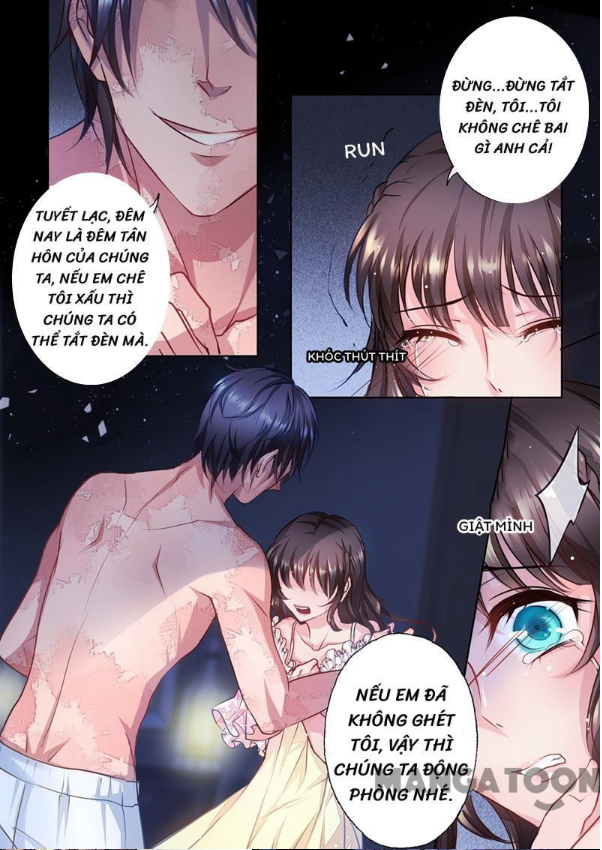 TUYẾT LẠC, ĐÊM
NAY LÀ ĐÊM TÂN
HÔN CỦA CHÚNG
TA, NẾU EM CHÊ
TÔI XẤU THÌ
CHÚNG TA CÓ
THỂ TẮT ĐÈN MÀ.
ĐỪNG...ĐỪNG TẮT
ĐÈN, TÔI...TÔI
KHÔNG CHÊ BAI
GÌ ANH CẢ!
RUN
KHÓC THÚT THÍT
GIẬT MÌNH
NẾU EM ĐÃ
KHÔNG GHÉT
TÔI, VẬY THÌ
CHÚNG TA ĐỘNG
PHÒNG NHÉ.
MANGATOON